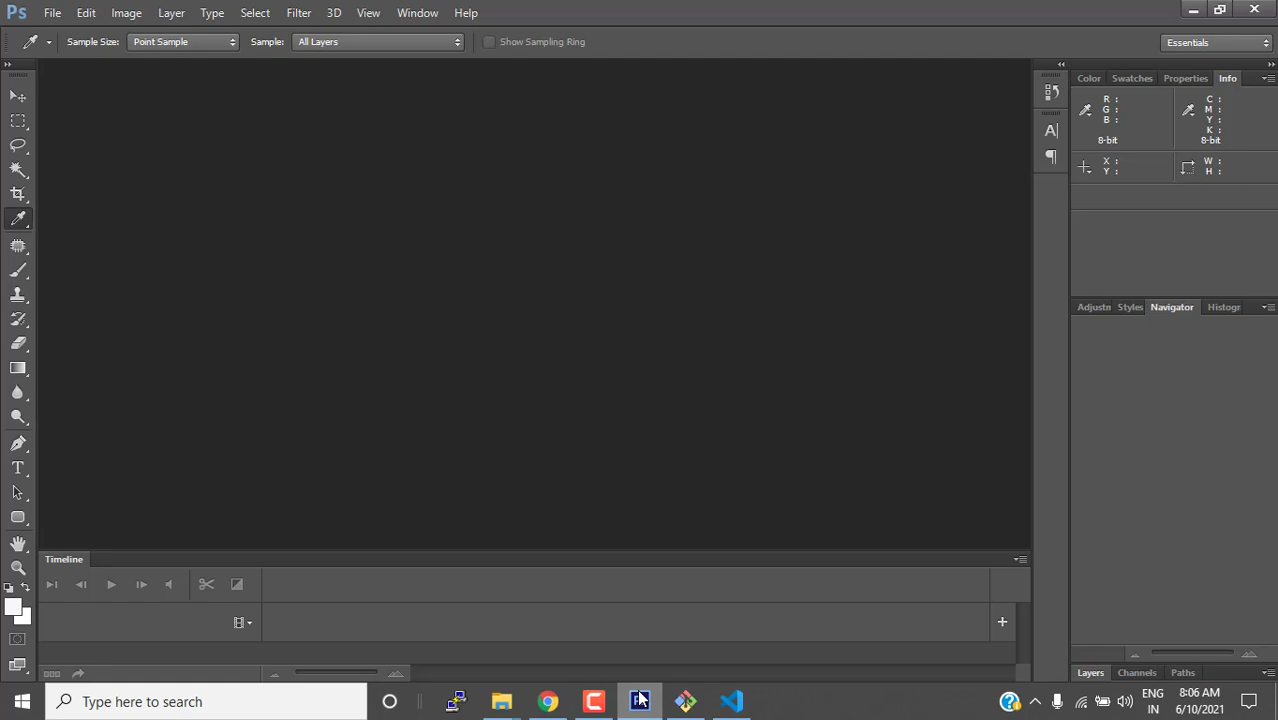 Ps File Edit Image Layer Type Select Filter 3D View Window Help
Sample Size: Point Sample Sample: All Layers Show Sampling Ring Essentials
Color Swatches Properties Info
R : C :
G : M :
B : Y :
K :
8-bit 8-bit
X : W :
Y : H :
Adjustm Styles Navigator Histogr
Timeline
Layers Channels Paths
Type here to search
ENG 8:06 AM
IN 6/10/2021